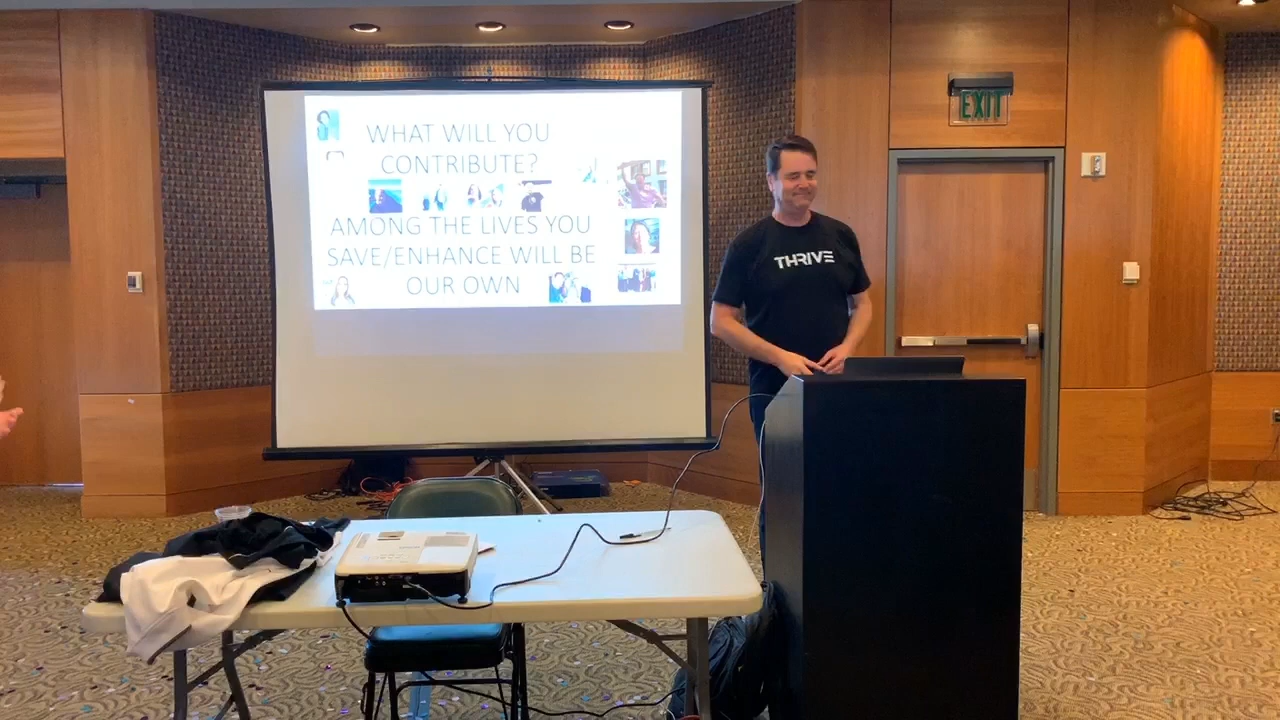 WHAT WILL YOU
CONTRIBUTE?
AMONG THE LIVES YOU
SAVE/ENHANCE WILL BE
OUR OWN
THRIVE
EXIT